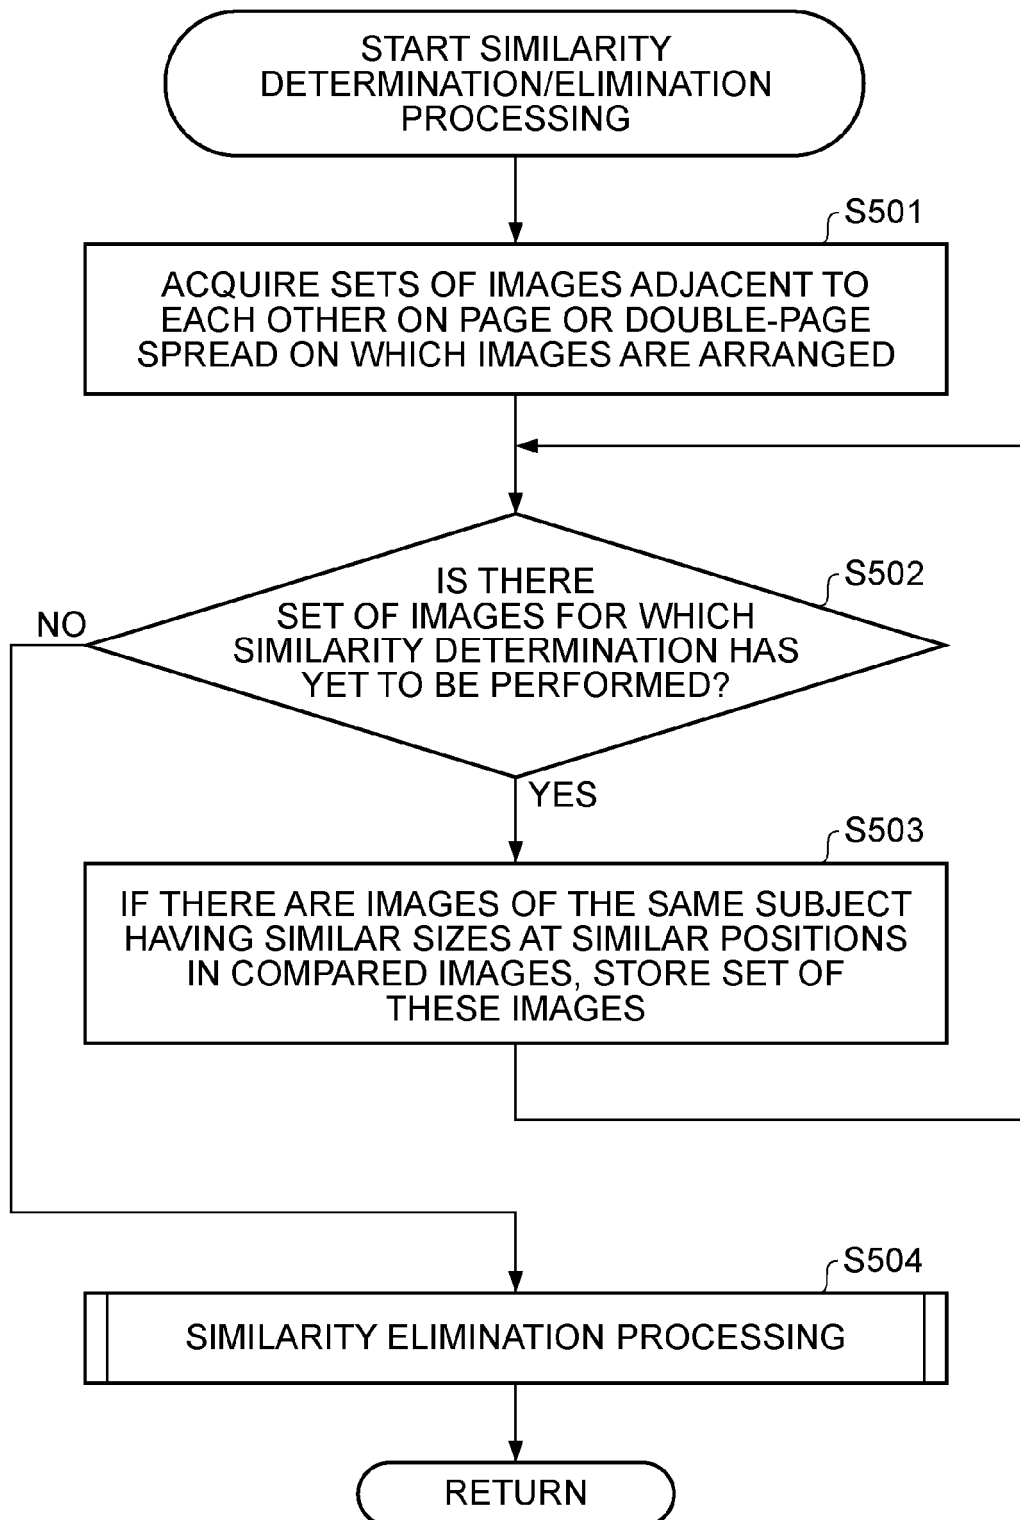 START SIMILARITY
DETERMINATION/ELIMINATION
PROCESSING
S501
ACQUIRE SETS OF IMAGES ADJACENT TO
EACH OTHER ON PAGE OR DOUBLE-PAGE
SPREAD ON WHICH IMAGES ARE ARRANGED
S502
IS THERE
SET OF IMAGES FOR WHICH
SIMILARITY DETERMINATION HAS
YET TO BE PERFORMED?
NO
YES
S503
IF THERE ARE IMAGES OF THE SAME SUBJECT
HAVING SIMILAR SIZES AT SIMILAR POSITIONS
IN COMPARED IMAGES, STORE SET OF
THESE IMAGES
S504
SIMILARITY ELIMINATION PROCESSING
RETURN